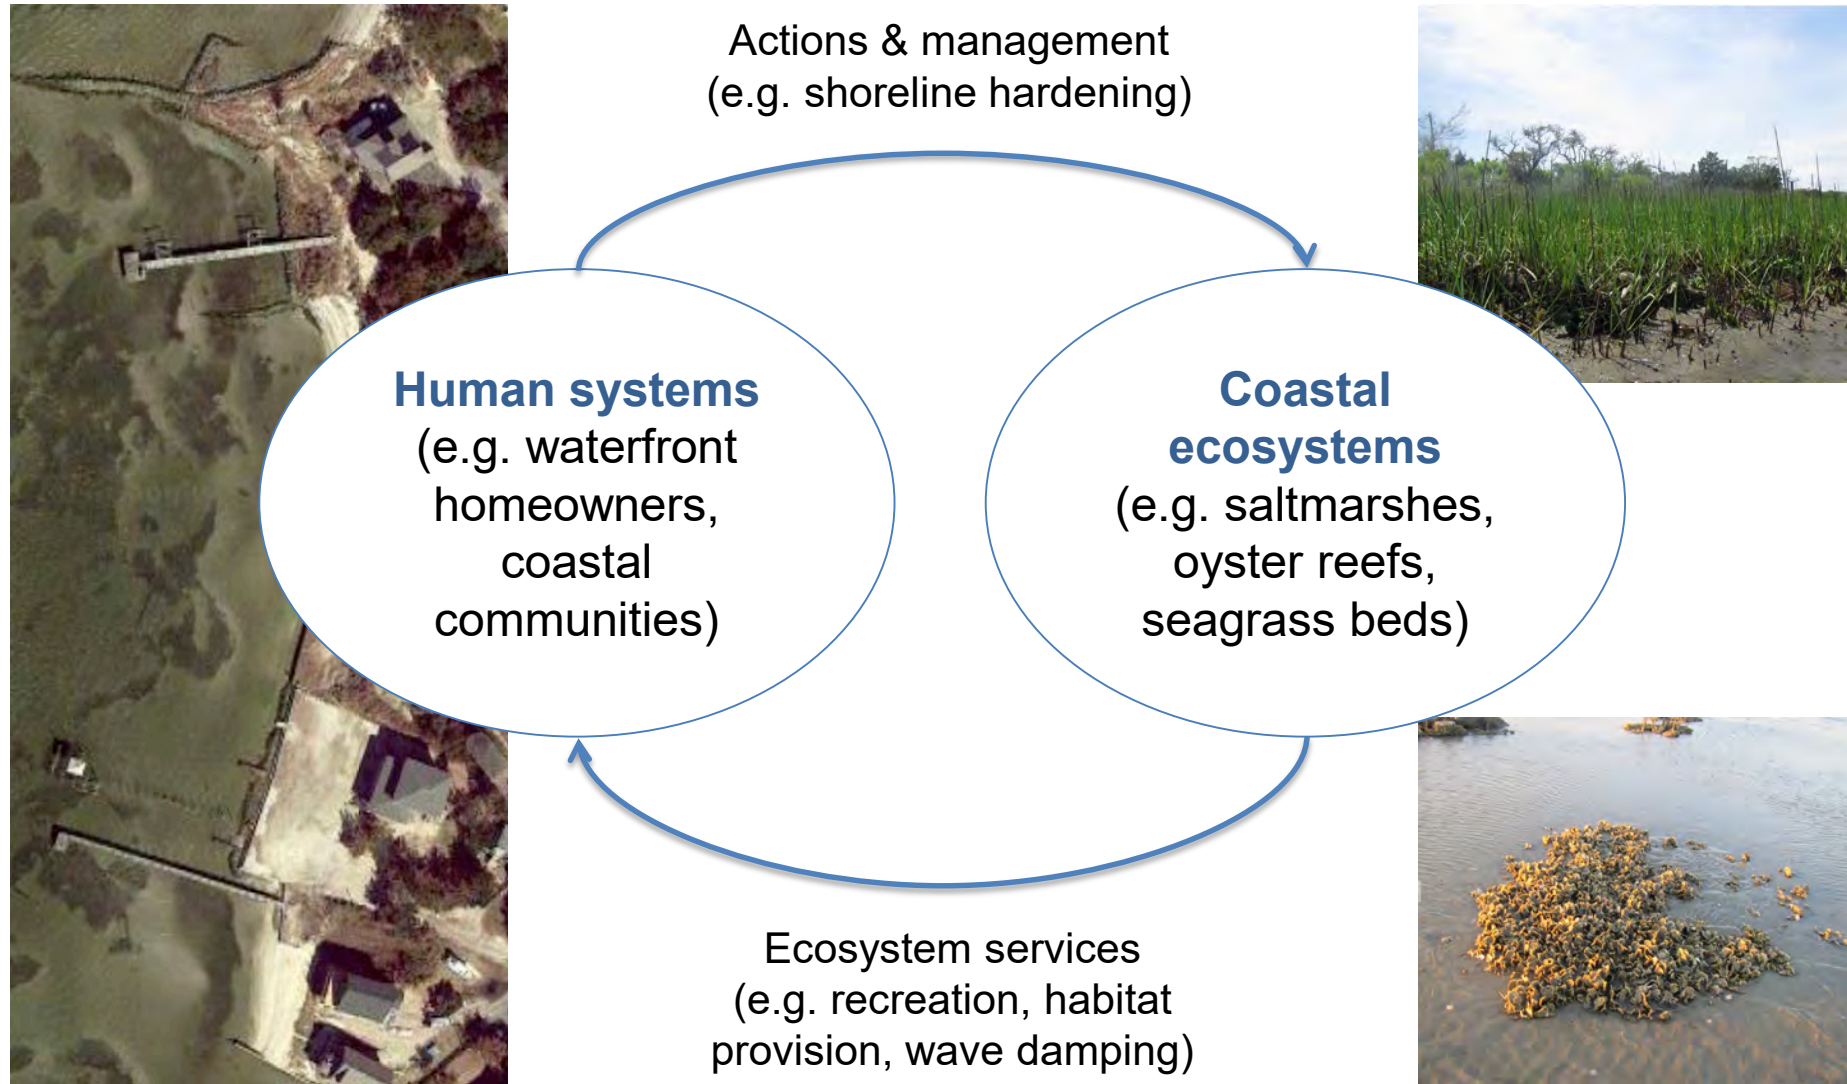 Actions & management
(e.g. shoreline hardening)
Human systems
(e.g. waterfront
homeowners,
coastal
communities)
Coastal
ecosystems
(e.g. saltmarshes,
oyster reefs,
seagrass beds)
Ecosystem services
(e.g. recreation, habitat
provision, wave damping)